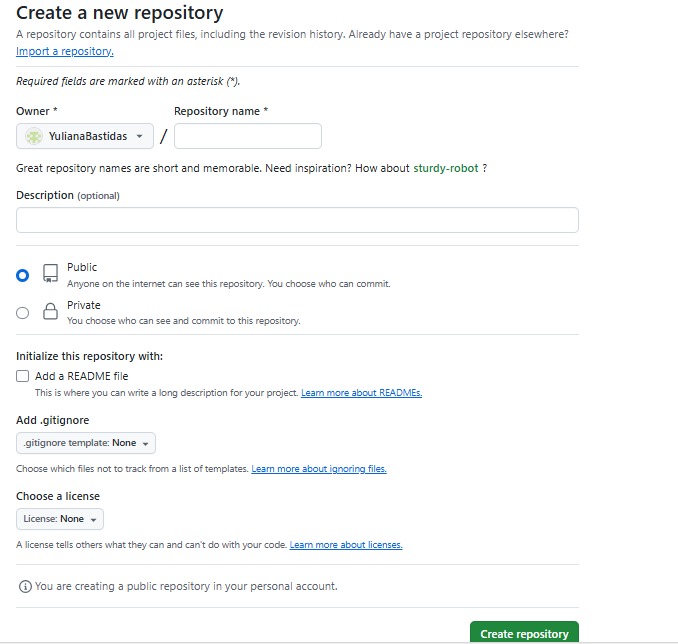 Create a new repository
A repository contains all project files, including the revision history. Already have a project repository elsewhere?
Import a repository.
Required fields are marked with an asterisk (*).
Owner *
Repository name *
YulianaBastidas
/
Great repository names are short and memorable. Need inspiration? How about sturdy-robot ?
Description (optional)
Public
Anyone on the internet can see this repository. You choose who can commit.
Private
You choose who can see and commit to this repository.
Initialize this repository with:
Add a README file
This is where you can write a long description for your project. Learn more about READMEs.
Add .gitignore
.gitignore template: None
Choose which files not to track from a list of templates. Learn more about ignoring files.
Choose a license
License: None
A license tells others what they can and can't do with your code. Learn more about licenses.
You are creating a public repository in your personal account.
Create repository